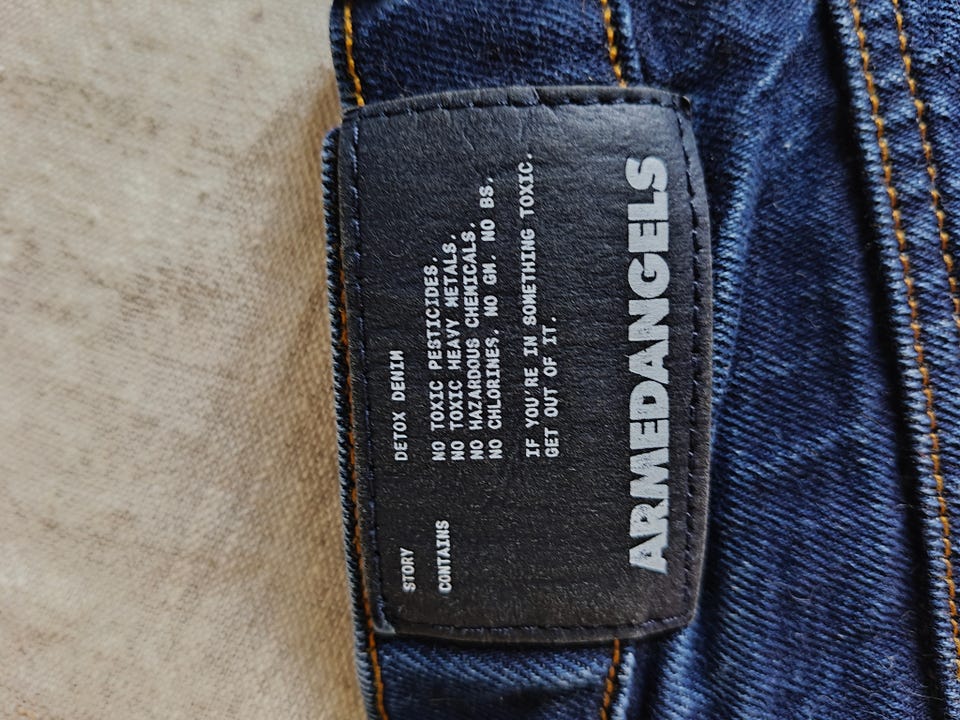 STORY DETOX DENIM
CONTAINS NO TOXIC PESTICIDES.
NO TOXIC HEAVY METALS.
NO HAZARDOUS CHEMICALS.
NO CHLORINES. NO GM. NO BS.
IF YOU'RE IN SOMETHING TOXIC.
GET OUT OF IT.
ARMEDANGELS